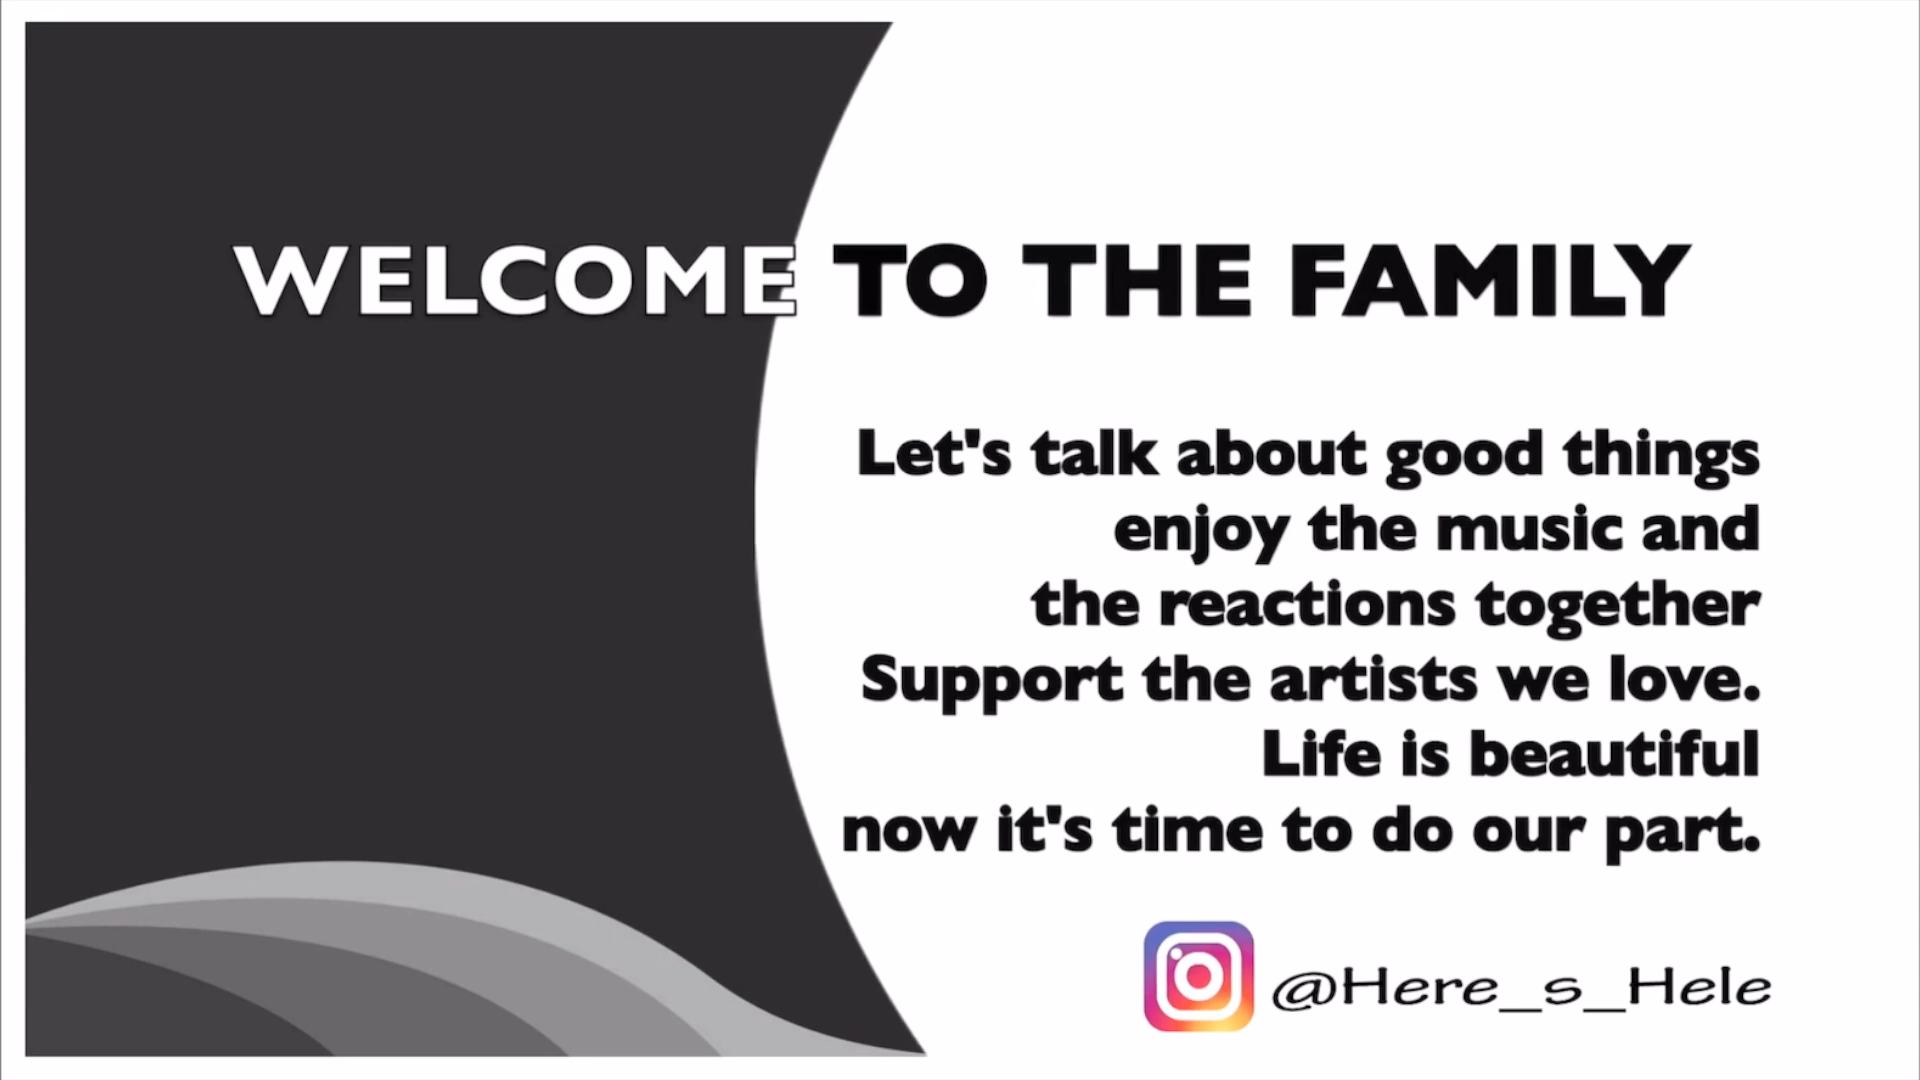 WELCOME TO THE FAMILY
Let's talk about good things
enjoy the music and
the reactions together
Support the artists we love.
Life is beautiful
now it's time to do our part.
@Here_s_Hele